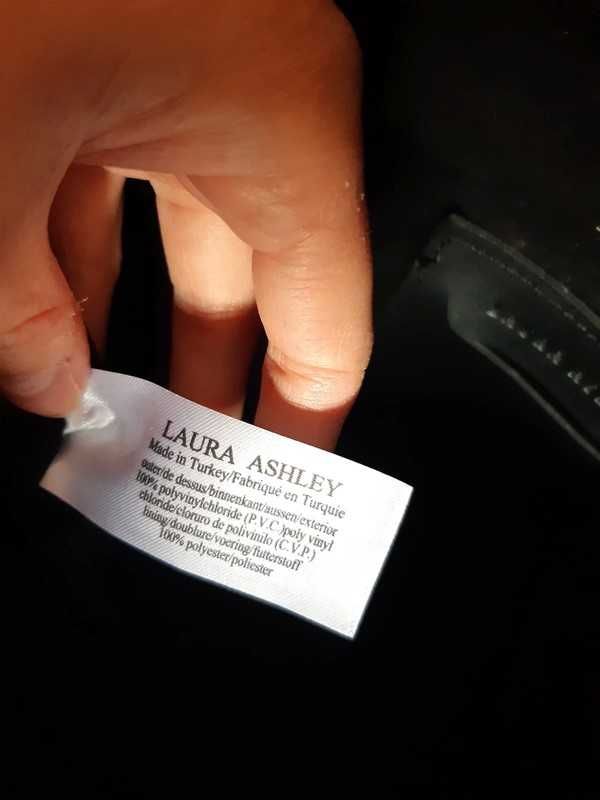 LAURA ASHLEY
Made in Turkey/Fabriqué en Turquie
outer/de dessus/binnenkant/aussen/exterior
100% polyvinylchloride (P.V.C.)poly vinyl
chloride/cloruro de polivinilo (C.V.P.)
lining/doublure/voering/futterstoff
100% polyester/poliester